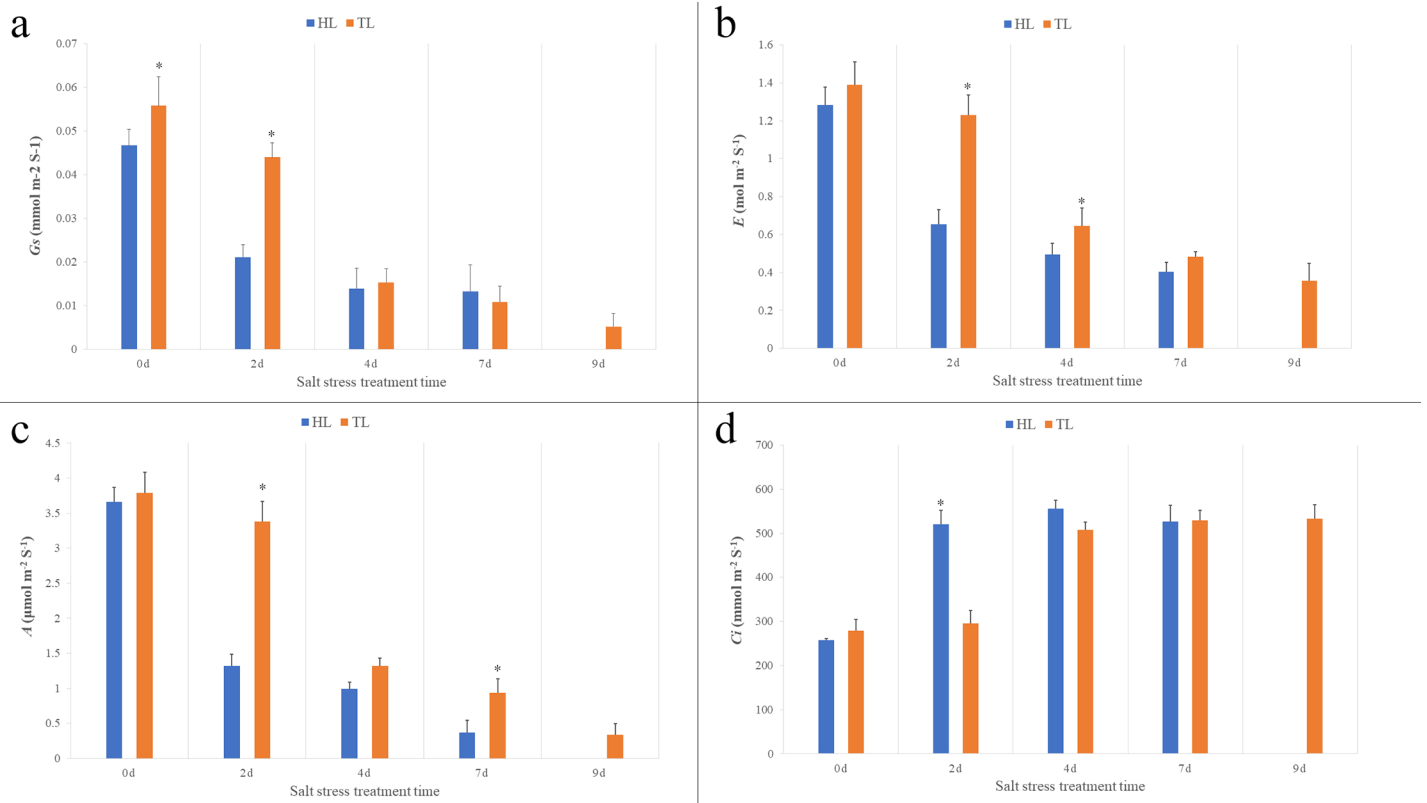 a
HL TL
0.07
0.06
0.05
0.04
0.03
0.02
0.01
0
Gs (mmol m-2 S-1)
*
*
0d 2d 4d 7d 9d
Salt stress treatment time
b
HL TL
1.6
1.4
1.2
1
0.8
0.6
0.4
0.2
0
E (mol m-2 S-1)
*
*
0d 2d 4d 7d 9d
Salt stress treatment time
c
HL TL
4.5
4
3.5
3
2.5
2
1.5
1
0.5
0
A (μmol m-2 S-1)
*
*
0d 2d 4d 7d 9d
Salt stress treatment time
d
HL TL
700
600
500
400
300
200
100
0
Ci (mmol m-2 S-1)
*
0d 2d 4d 7d 9d
Salt stress treatment time